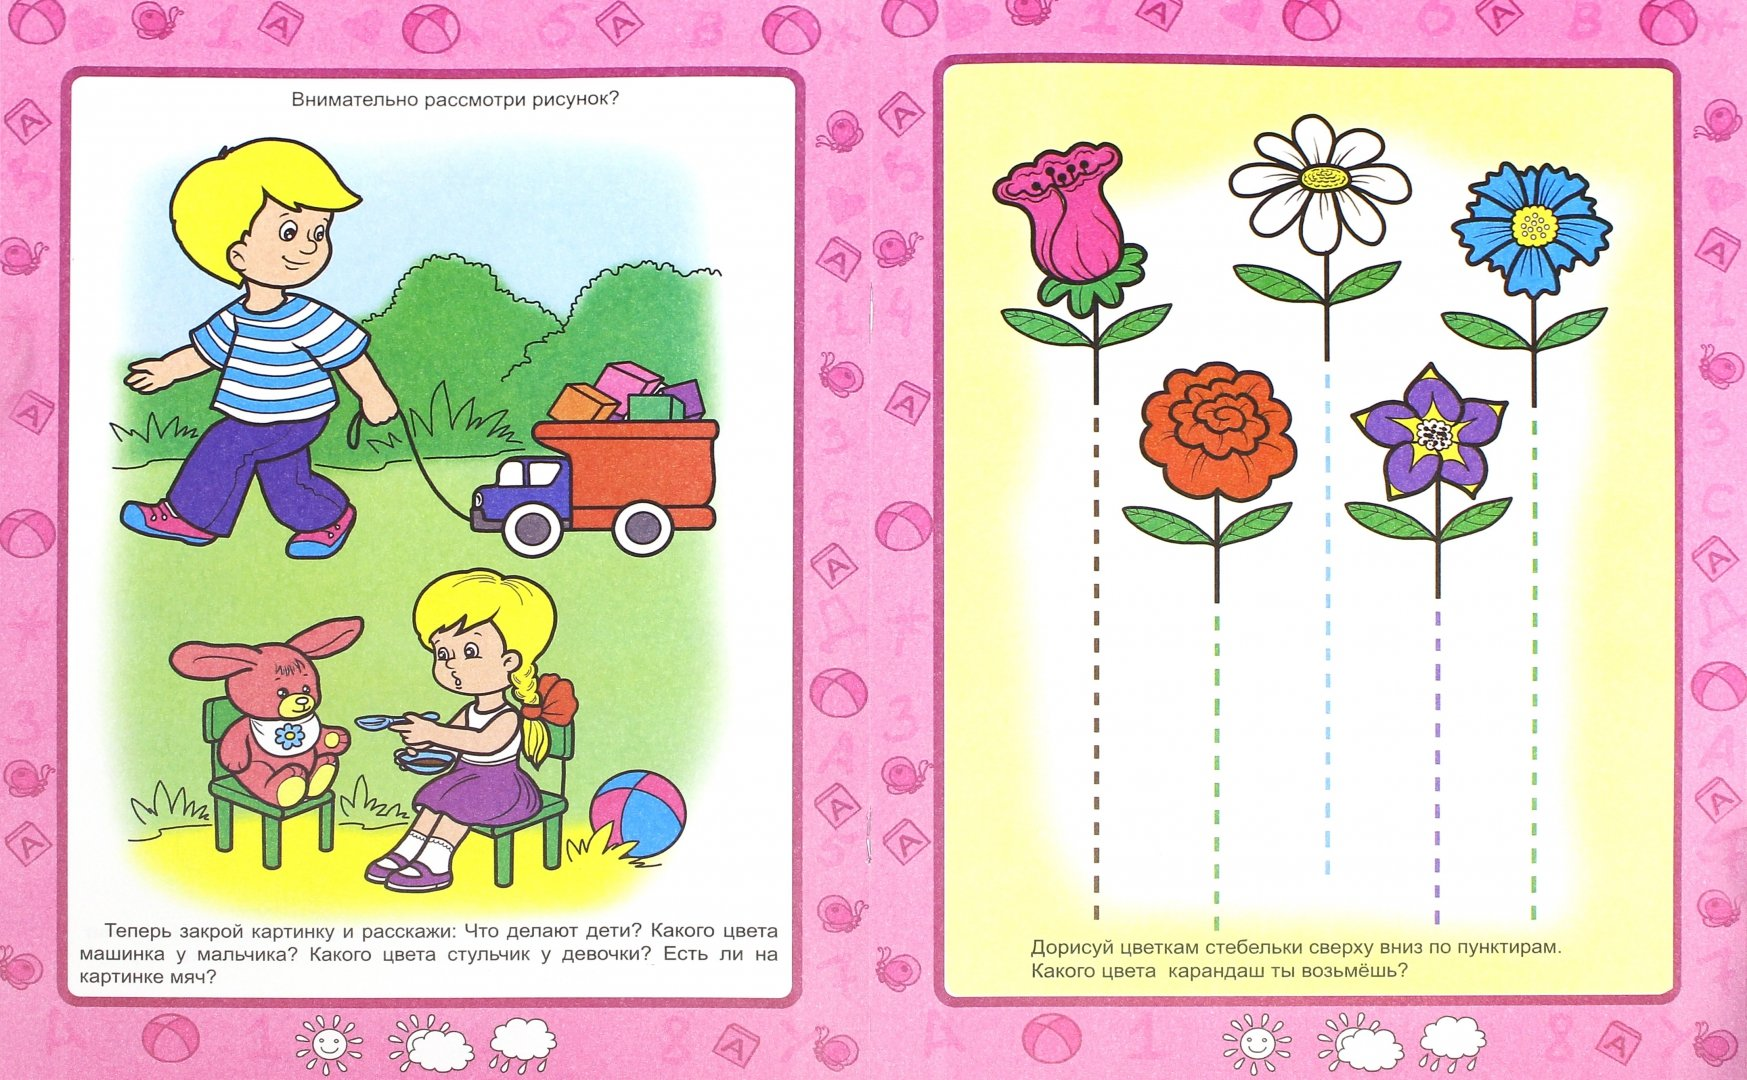 Внимательно рассмотри рисунок?
Теперь закрой картинку и расскажи: Что делают дети? Какого цвета
машинка у мальчика? Какого цвета стульчик у девочки? Есть ли на
картинке мяч?
Дорисуй цветкам стебельки сверху вниз по пунктирам.
Какого цвета карандаш ты возьмёшь?